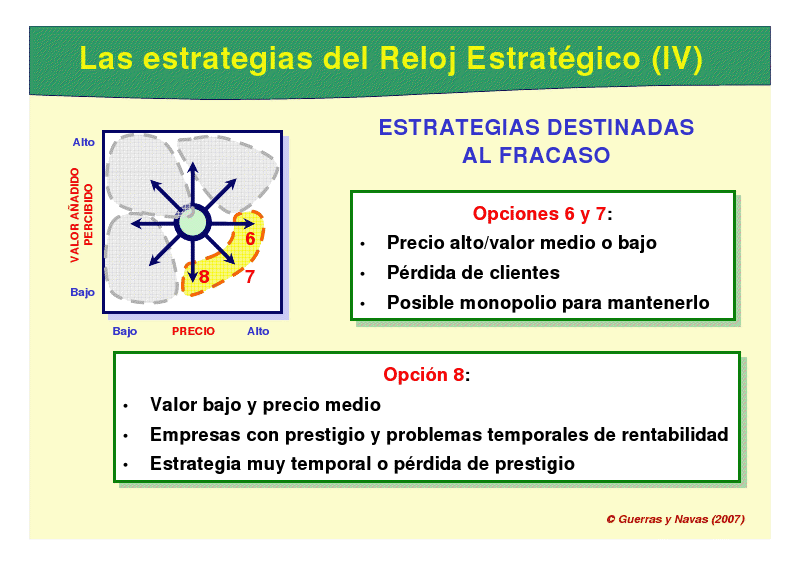 Las estrategias del Reloj Estratégico (IV)
ESTRATEGIAS DESTINADAS
AL FRACASO
Alto
VALOR AÑADIDO
PERCIBIDO
Bajo
6
7
8
Bajo
PRECIO
Alto
Opciones 6 y 7:
• Precio alto/valor medio o bajo
• Pérdida de clientes
• Posible monopolio para mantenerlo
Opción 8:
• Valor bajo y precio medio
• Empresas con prestigio y problemas temporales de rentabilidad
• Estrategia muy temporal o pérdida de prestigio
© Guerras y Navas (2007)